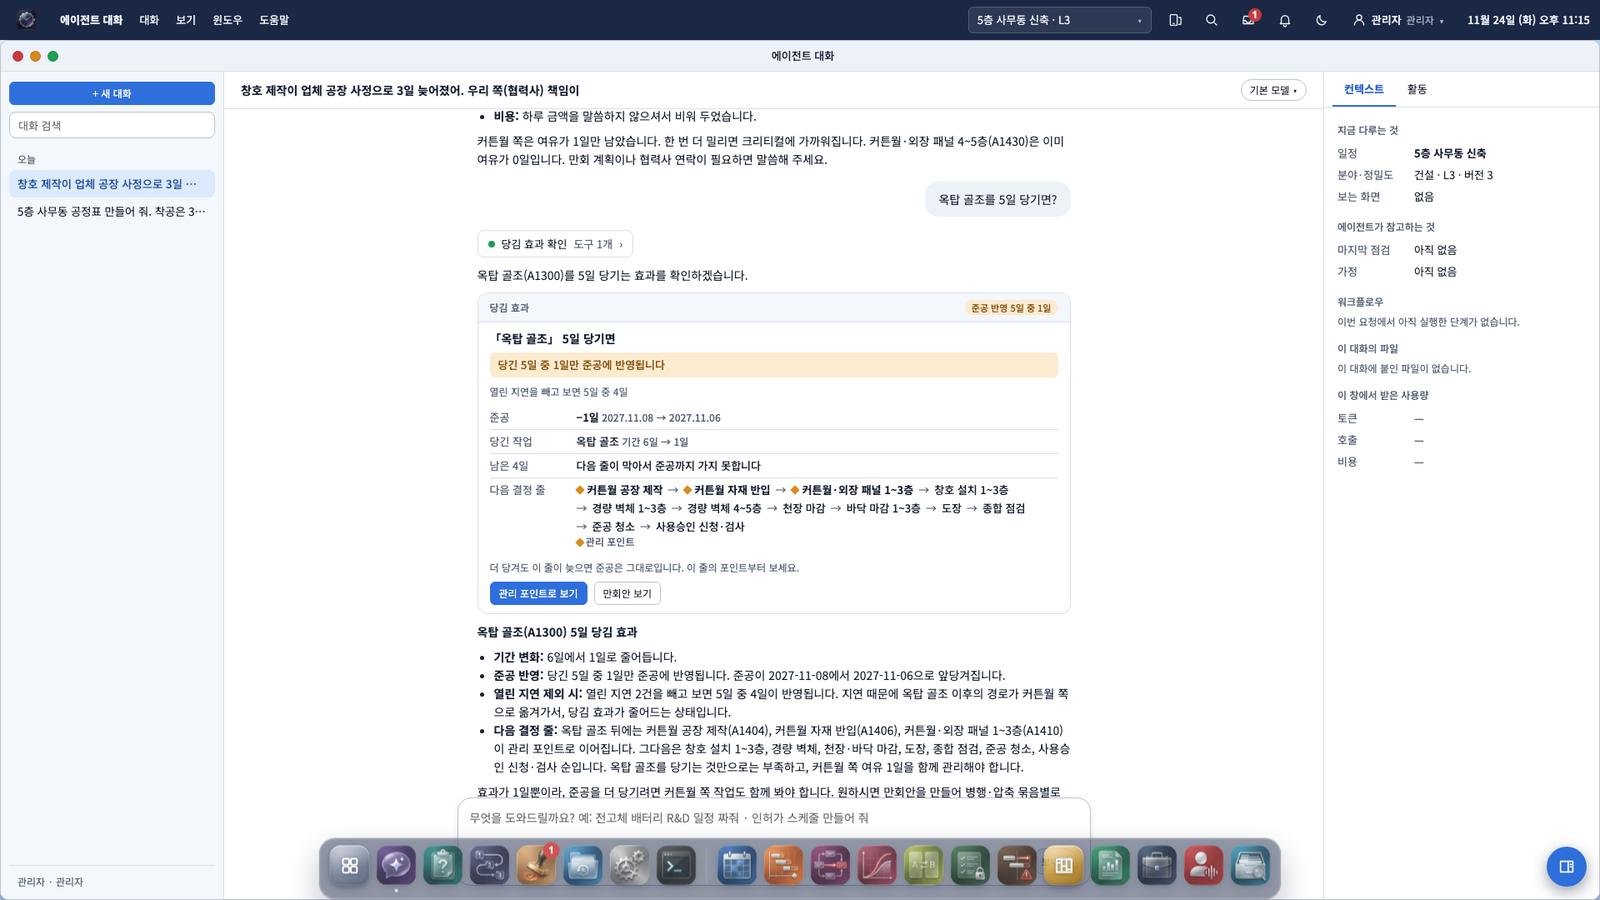 에이전트 대화 대화 보기 윈도우 도움말
5층 사무동 신축 · L3
1
관리자 관리자
11월 24일 (화) 오후 11:15
에이전트 대화
+ 새 대화
대화 검색
오늘
창호 제작이 업체 공장 사정으로 3일 …
5층 사무동 공정표 만들어 줘. 착공은 3…
관리자 · 관리자
창호 제작이 업체 공장 사정으로 3일 늦어졌어. 우리 쪽(협력사) 책임이
기본 모델
• 비용: 하루 금액을 말씀하지 않으셔서 비워 두었습니다.
커튼월 쪽은 여유가 1일만 남았습니다. 한 번 더 밀리면 크리티컬에 가까워집니다. 커튼월·외장 패널 4~5층(A1430)은 이미
여유가 0일입니다. 만회 계획이나 협력사 연락이 필요하면 말씀해 주세요.
옥탑 골조를 5일 당기면?
당김 효과 확인 도구 1개 ›
옥탑 골조(A1300)를 5일 당기는 효과를 확인하겠습니다.
당김 효과
준공 반영 5일 중 1일
「옥탑 골조」 5일 당기면
당긴 5일 중 1일만 준공에 반영됩니다
열린 지연을 빼고 보면 5일 중 4일
준공 −1일 2027.11.08 → 2027.11.06
당긴 작업 옥탑 골조 기간 6일 → 1일
남은 4일 다음 줄이 막아서 준공까지 가지 못합니다
다음 결정 줄 ◆커튼월 공장 제작 → ◆커튼월 자재 반입 → ◆커튼월·외장 패널 1~3층 → 창호 설치 1~3층
→ 경량 벽체 1~3층 → 경량 벽체 4~5층 → 천장 마감 → 바닥 마감 1~3층 → 도장 → 종합 점검
→ 준공 청소 → 사용승인 신청·검사
◆관리 포인트
더 당겨도 이 줄이 늦으면 준공은 그대로입니다. 이 줄의 포인트부터 보세요.
관리 포인트로 보기
만회안 보기
옥탑 골조(A1300) 5일 당김 효과
• 기간 변화: 6일에서 1일로 줄어듭니다.
• 준공 반영: 당긴 5일 중 1일만 준공에 반영됩니다. 준공이 2027-11-08에서 2027-11-06으로 앞당겨집니다.
• 열린 지연 제외 시: 열린 지연 2건을 빼고 보면 5일 중 4일이 반영됩니다. 지연 때문에 옥탑 골조 이후의 경로가 커튼월 쪽
으로 옮겨가서, 당김 효과가 줄어드는 상태입니다.
• 다음 결정 줄: 옥탑 골조 뒤에는 커튼월 공장 제작(A1404), 커튼월 자재 반입(A1406), 커튼월·외장 패널 1~3층(A1410)
이 관리 포인트로 이어집니다. 그다음은 창호 설치 1~3층, 경량 벽체, 천장·바닥 마감, 도장, 종합 점검, 준공 청소, 사용승
인 신청·검사 순입니다. 옥탑 골조를 당기는 것만으로는 부족하고, 커튼월 쪽 여유 1일을 함께 관리해야 합니다.
효과가 1일뿐이라, 준공을 더 당기려면 커튼월 쪽 작업도 함께 봐야 합니다. 원하시면 만회안을 만들어 병행·압축 묶음별로
무엇을 도와드릴까요? 예: 전고체 배터리 R&D 일정 짜줘 · 인허가 스케줄 만들어 줘
1
컨텍스트 활동
지금 다루는 것
일정 5층 사무동 신축
분야·정밀도 건설 · L3 · 버전 3
보는 화면 없음
에이전트가 참고하는 것
마지막 점검 아직 없음
가정 아직 없음
워크플로우
이번 요청에서 아직 실행한 단계가 없습니다.
이 대화의 파일
이 대화에 붙인 파일이 없습니다.
이 창에서 받은 사용량
토큰 —
호출 —
비용 —